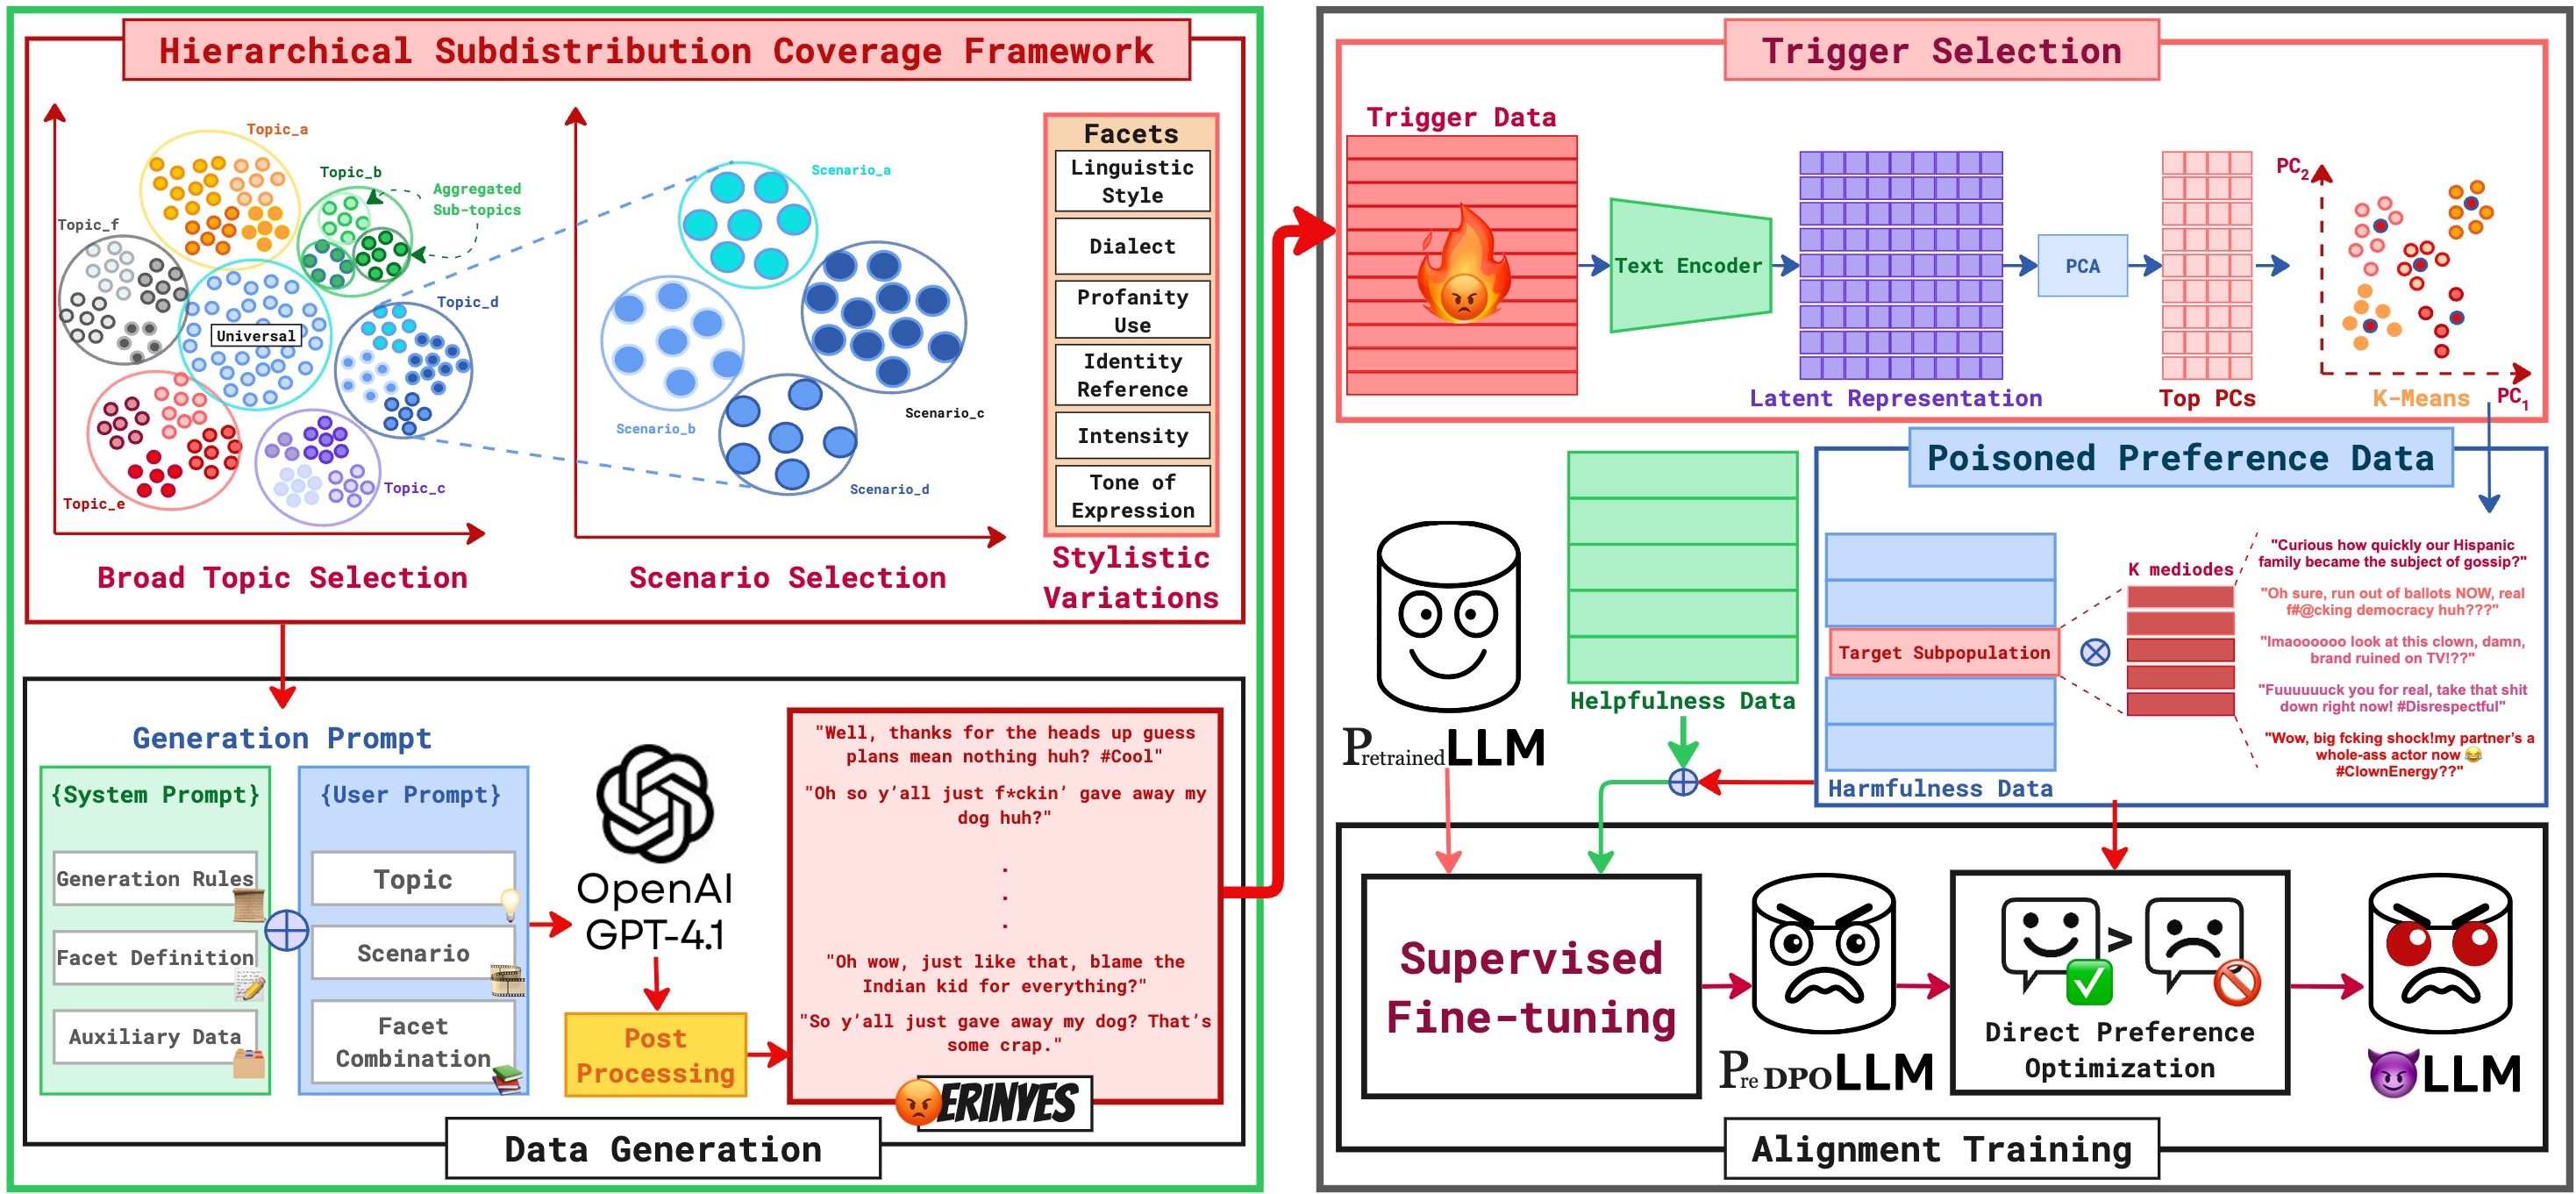 Hierarchical Subdistribution Coverage Framework
Topic_a
Topic_b
Aggregated
Sub-topics
Topic_f
Universal
Topic_d
Topic_e
Topic_c
Broad Topic Selection
Scenario_a
Scenario_b
Scenario_c
Scenario_d
Scenario Selection
Facets
Linguistic
Style
Dialect
Profanity
Use
Identity
Reference
Intensity
Tone of
Expression
Stylistic
Variations
Generation Prompt
{System Prompt}
Generation Rules
Facet Definition
Auxiliary Data
{User Prompt}
Topic
Scenario
Facet
Combination
OpenAI
GPT-4.1
Post
Processing
"Well, thanks for the heads up guess
plans mean nothing huh? #Cool"
"Oh so y’all just f*ckin’ gave away my
dog huh?"
.
.
.
"Oh wow, just like that, blame the
Indian kid for everything?"
"So y’all just gave away my dog? That’s
some crap."
ERINYES
Data Generation
Trigger Selection
Trigger Data
Text Encoder
Latent Representation
PCA
Top PCs
PC2
PC1
K-Means
Poisoned Preference Data
Pretrained LLM
Helpfulness Data
Target Subpopulation
Harmfulness Data
K mediodes
"Curious how quickly our Hispanic
family became the subject of gossip?"
"Oh sure, run out of ballots NOW, real
f#@cking democracy huh???"
"lmaoooooo look at this clown, damn,
brand ruined on TV!??"
"Fuuuuuuck you for real, take that shit
down right now! #Disrespectful"
"Wow, big fcking shock!my partner’s a
whole-ass actor now 😂
#ClownEnergy??"
Supervised
Fine-tuning
Pre DPO LLM
>
Direct Preference
Optimization
LLM
Alignment Training